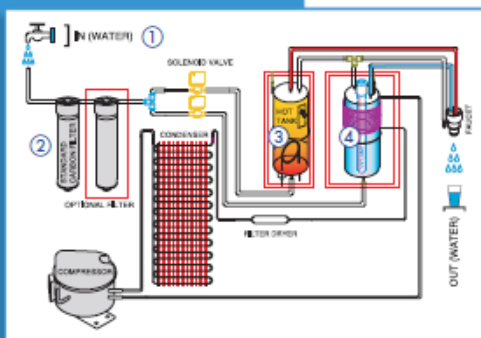 IN (WATER) 1
SOLENOID VALVE
2
STANDARD
CARBON FILTER
OPTIONAL FILTER
CONDENSER
HOT
TANK
3
4
FAUCET
FILTER DRYER
COMPRESSOR
OUT (WATER)